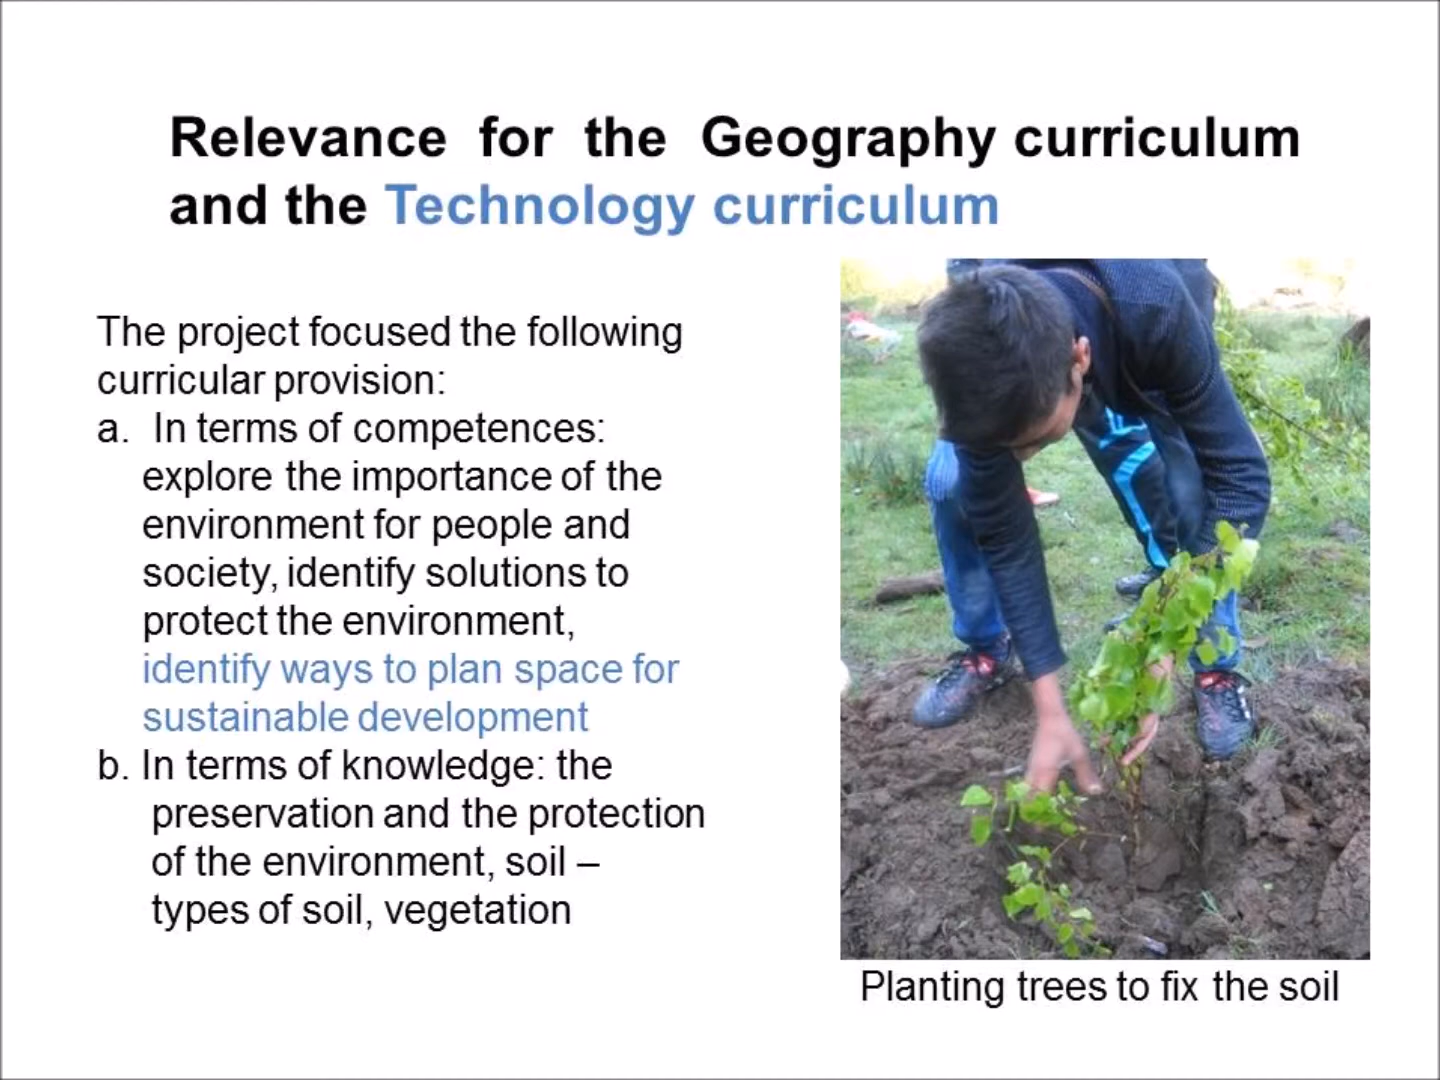 Relevance for the Geography curriculum
and the Technology curriculum
The project focused the following
curricular provision:
a. In terms of competences:
explore the importance of the
environment for people and
society, identify solutions to
protect the environment,
identify ways to plan space for
sustainable development
b. In terms of knowledge: the
preservation and the protection
of the environment, soil –
types of soil, vegetation
Planting trees to fix the soil